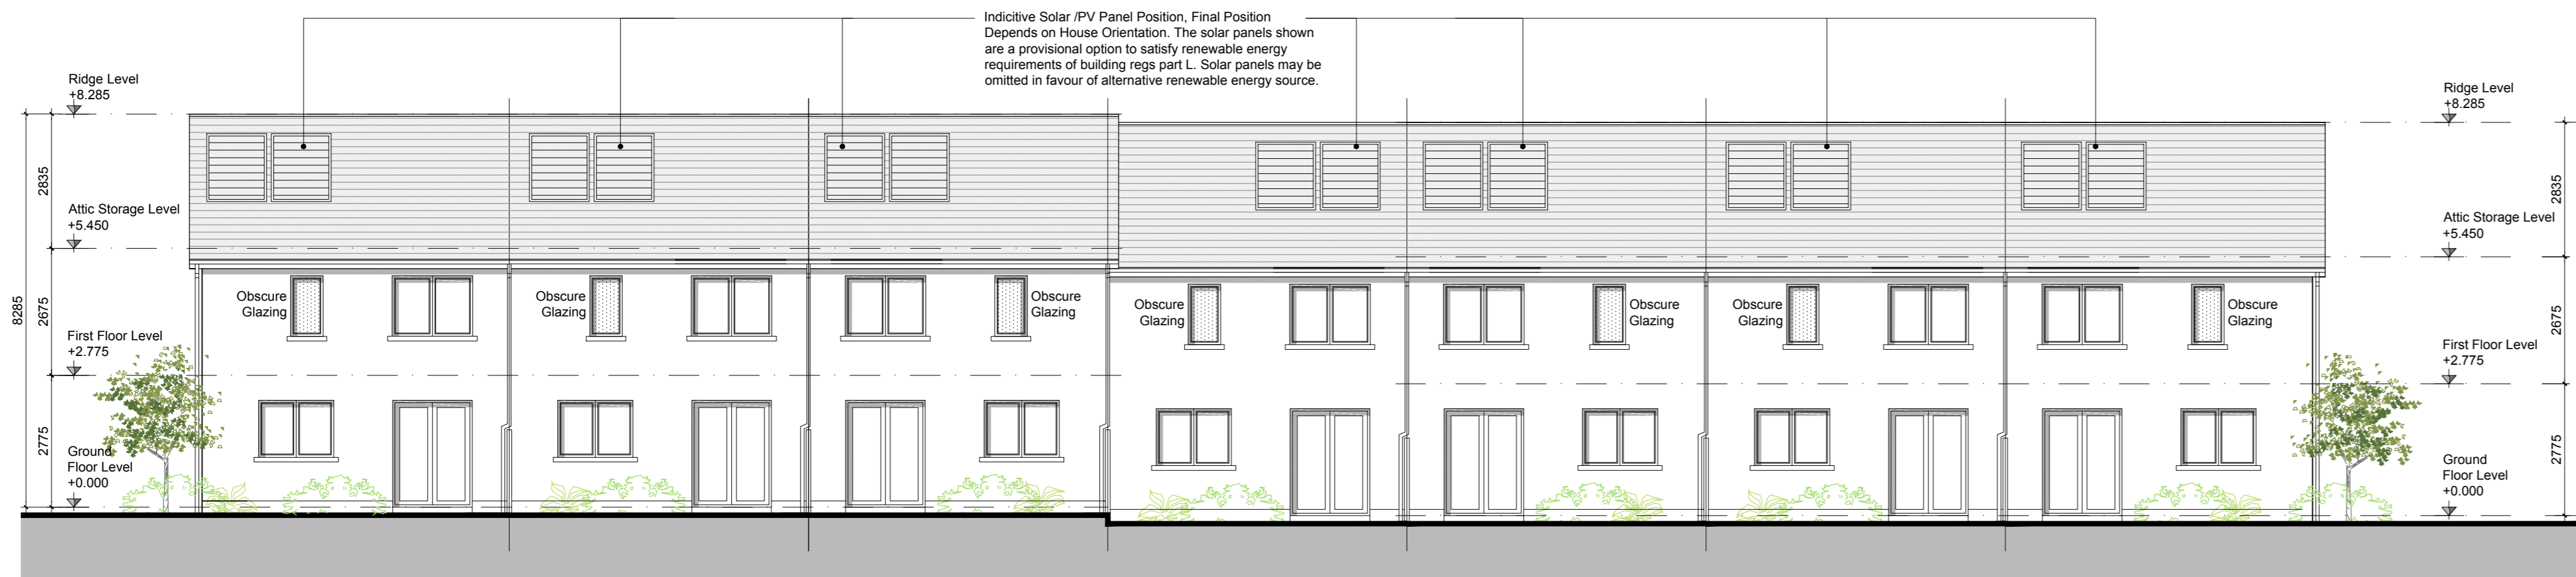 Indicitive Solar /PV Panel Position, Final Position
Depends on House Orientation. The solar panels shown
are a provisional option to satisfy renewable energy
requirements of building regs part L. Solar panels may be
omitted in favour of alternative renewable energy source.
Ridge Level
+8.285
Attic Storage Level
+5.450
First Floor Level
+2.775
Ground
Floor Level
+0.000
8285
2835
2675
2775
Obscure
Glazing
Obscure
Glazing
Obscure
Glazing
Obscure
Glazing
Obscure
Glazing
Obscure
Glazing
Obscure
Glazing
Ridge Level
+8.285
Attic Storage Level
+5.450
First Floor Level
+2.775
Ground
Floor Level
+0.000
2835
2675
2775